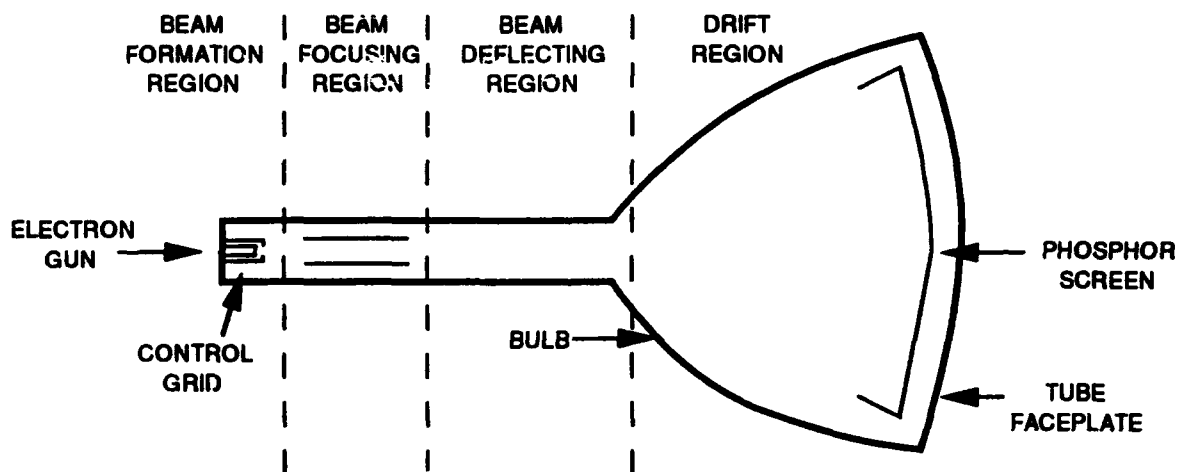 BEAM
FORMATION
REGION
BEAM
FOCUSING
REGION
BEAM
DEFLECTING
REGION
DRIFT
REGION
ELECTRON
GUN
CONTROL
GRID
BULB
PHOSPHOR
SCREEN
TUBE
FACEPLATE